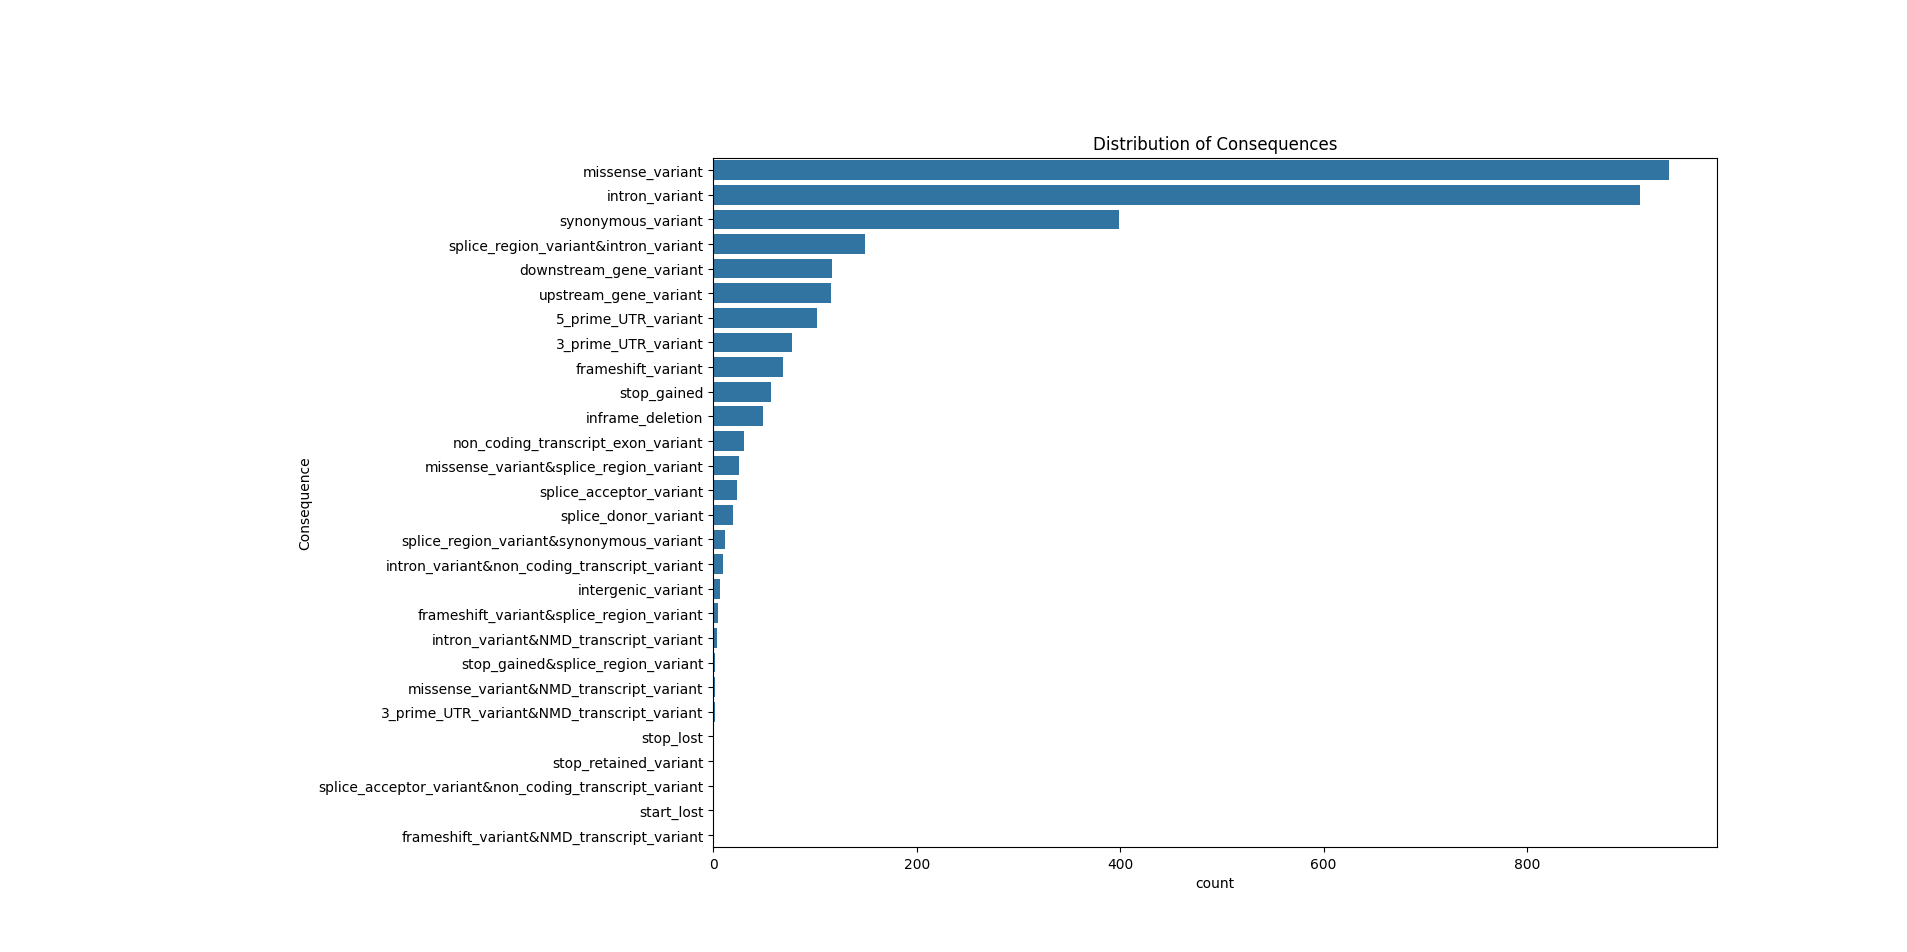 Distribution of Consequences
missense_variant
intron_variant
synonymous_variant
splice_region_variant&intron_variant
downstream_gene_variant
upstream_gene_variant
5_prime_UTR_variant
3_prime_UTR_variant
frameshift_variant
stop_gained
inframe_deletion
non_coding_transcript_exon_variant
missense_variant&splice_region_variant
splice_acceptor_variant
splice_donor_variant
splice_region_variant&synonymous_variant
intron_variant&non_coding_transcript_variant
intergenic_variant
frameshift_variant&splice_region_variant
intron_variant&NMD_transcript_variant
stop_gained&splice_region_variant
missense_variant&NMD_transcript_variant
3_prime_UTR_variant&NMD_transcript_variant
stop_lost
stop_retained_variant
splice_acceptor_variant&non_coding_transcript_variant
start_lost
frameshift_variant&NMD_transcript_variant
Consequence
0 200 400 600 800
count